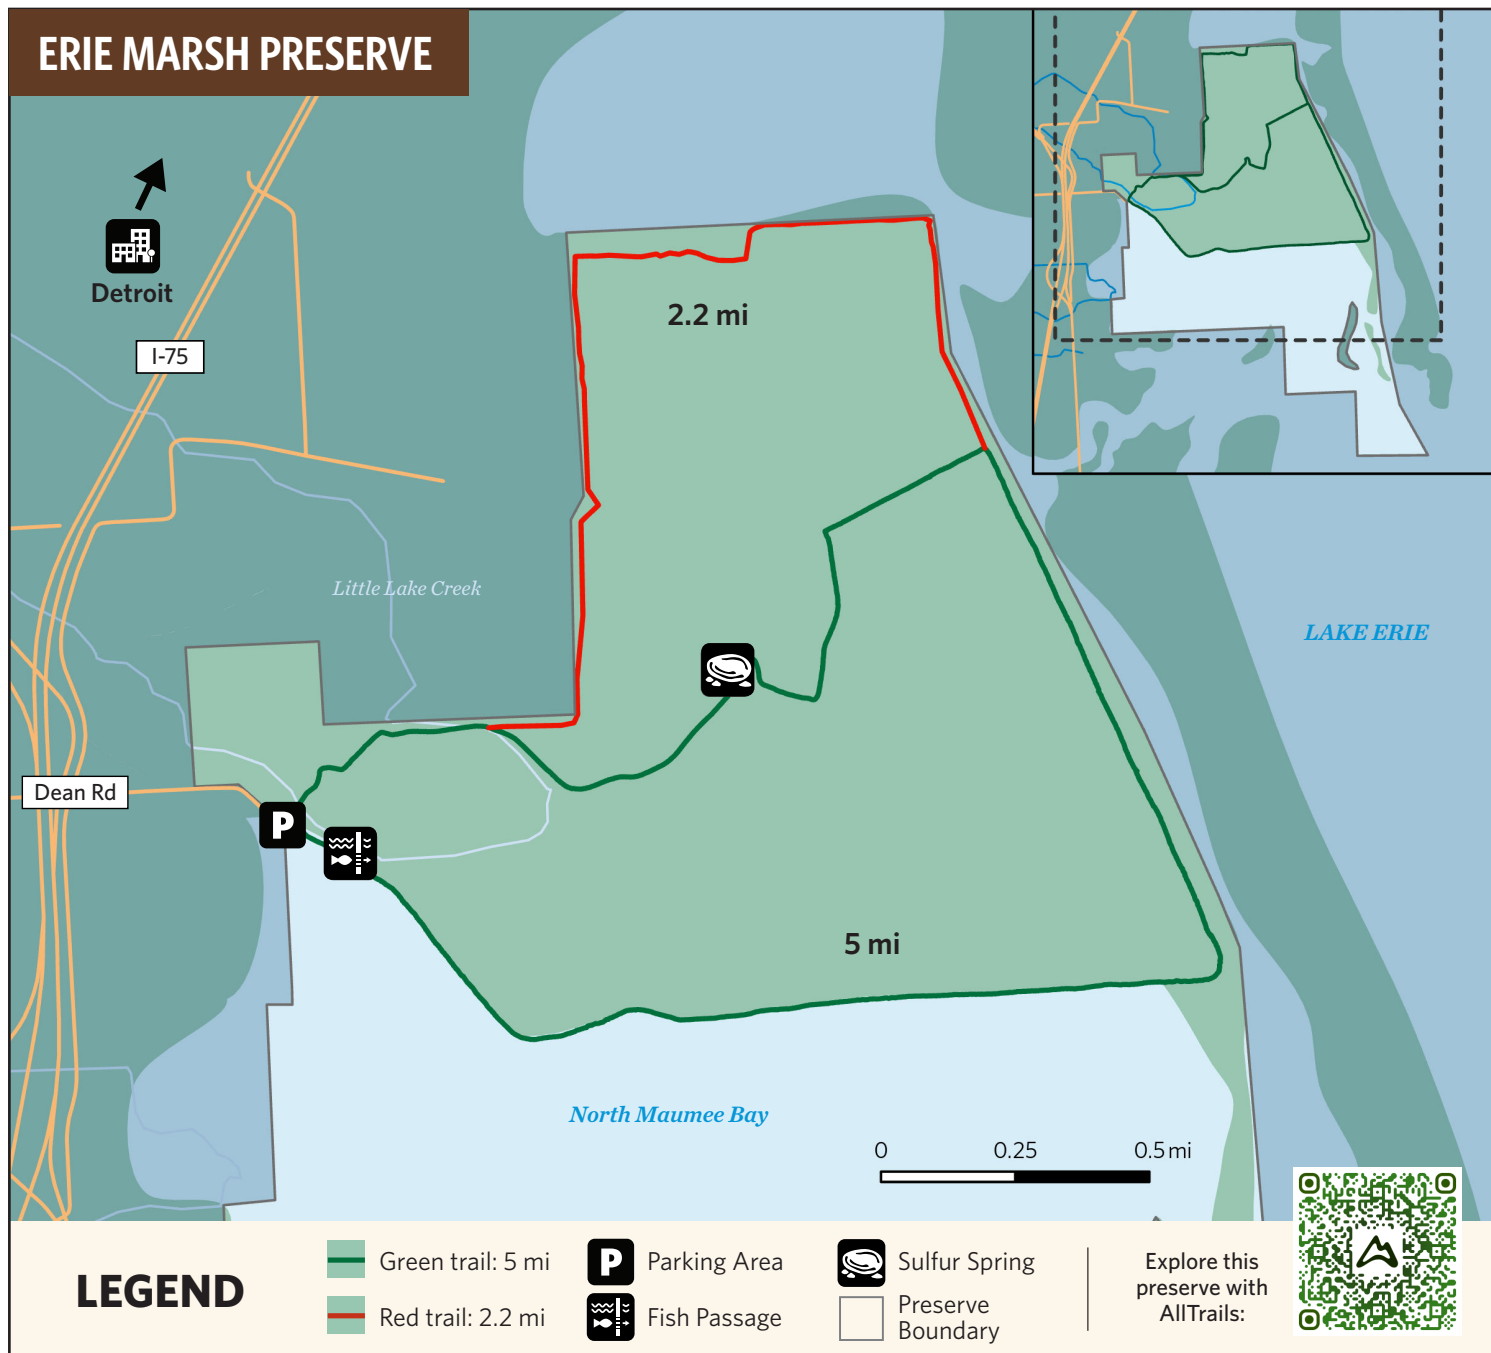 ERIE MARSH PRESERVE
Detroit
I-75
2.2 mi
Little Lake Creek
LAKE ERIE
Dean Rd
P
5 mi
North Maumee Bay
0 0.25 0.5 mi
LEGEND
Green trail: 5 mi
Red trail: 2.2 mi
P Parking Area
Fish Passage
Sulfur Spring
Preserve
Boundary
Explore this
preserve with
AllTrails: